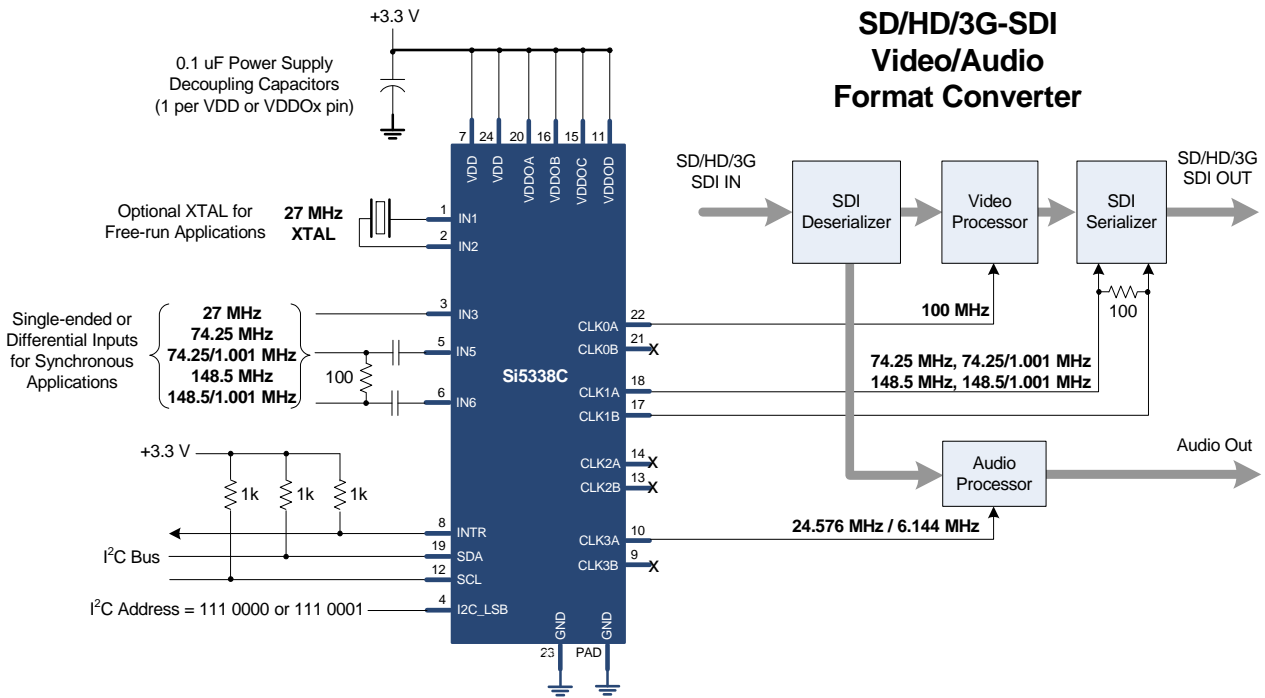 SD/HD/3G-SDI
Video/Audio
Format Converter
+3.3 V
0.1 uF Power Supply
Decoupling Capacitors
(1 per VDD or VDDOx pin)
7
24
20
16
15
11
VDD
VDD
VDDOA
VDDOB
VDDOC
VDDOD
Optional XTAL for
Free-run Applications
27 MHz
XTAL
1
IN1
2
IN2
Single-ended or
Differential Inputs
for Synchronous
Applications
27 MHz
74.25 MHz
74.25/1.001 MHz
148.5 MHz
148.5/1.001 MHz
100
3
IN3
5
IN5
6
IN6
Si5338C
+3.3 V
1k
1k
1k
8
INTR
I²C Bus
19
SDA
12
SCL
I²C Address = 111 0000 or 111 0001
4
I2C_LSB
GND
GND
23
PAD
22
CLK0A
21
CLK0B
X
18
CLK1A
17
CLK1B
14
CLK2A
X
13
CLK2B
X
10
CLK3A
9
CLK3B
X
SD/HD/3G
SDI IN
SDI
Deserializer
Video
Processor
SDI
Serializer
SD/HD/3G
SDI OUT
100 MHz
100
74.25 MHz, 74.25/1.001 MHz
148.5 MHz, 148.5/1.001 MHz
Audio
Processor
Audio Out
24.576 MHz / 6.144 MHz